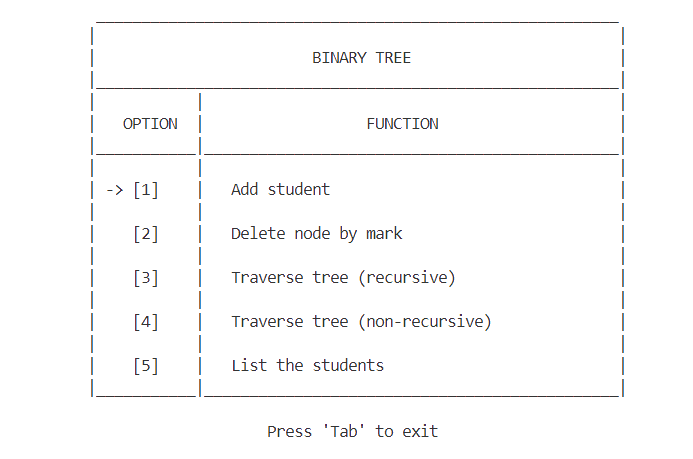 BINARY TREE
OPTION FUNCTION
-> [1] Add student
[2] Delete node by mark
[3] Traverse tree (recursive)
[4] Traverse tree (non-recursive)
[5] List the students
Press 'Tab' to exit